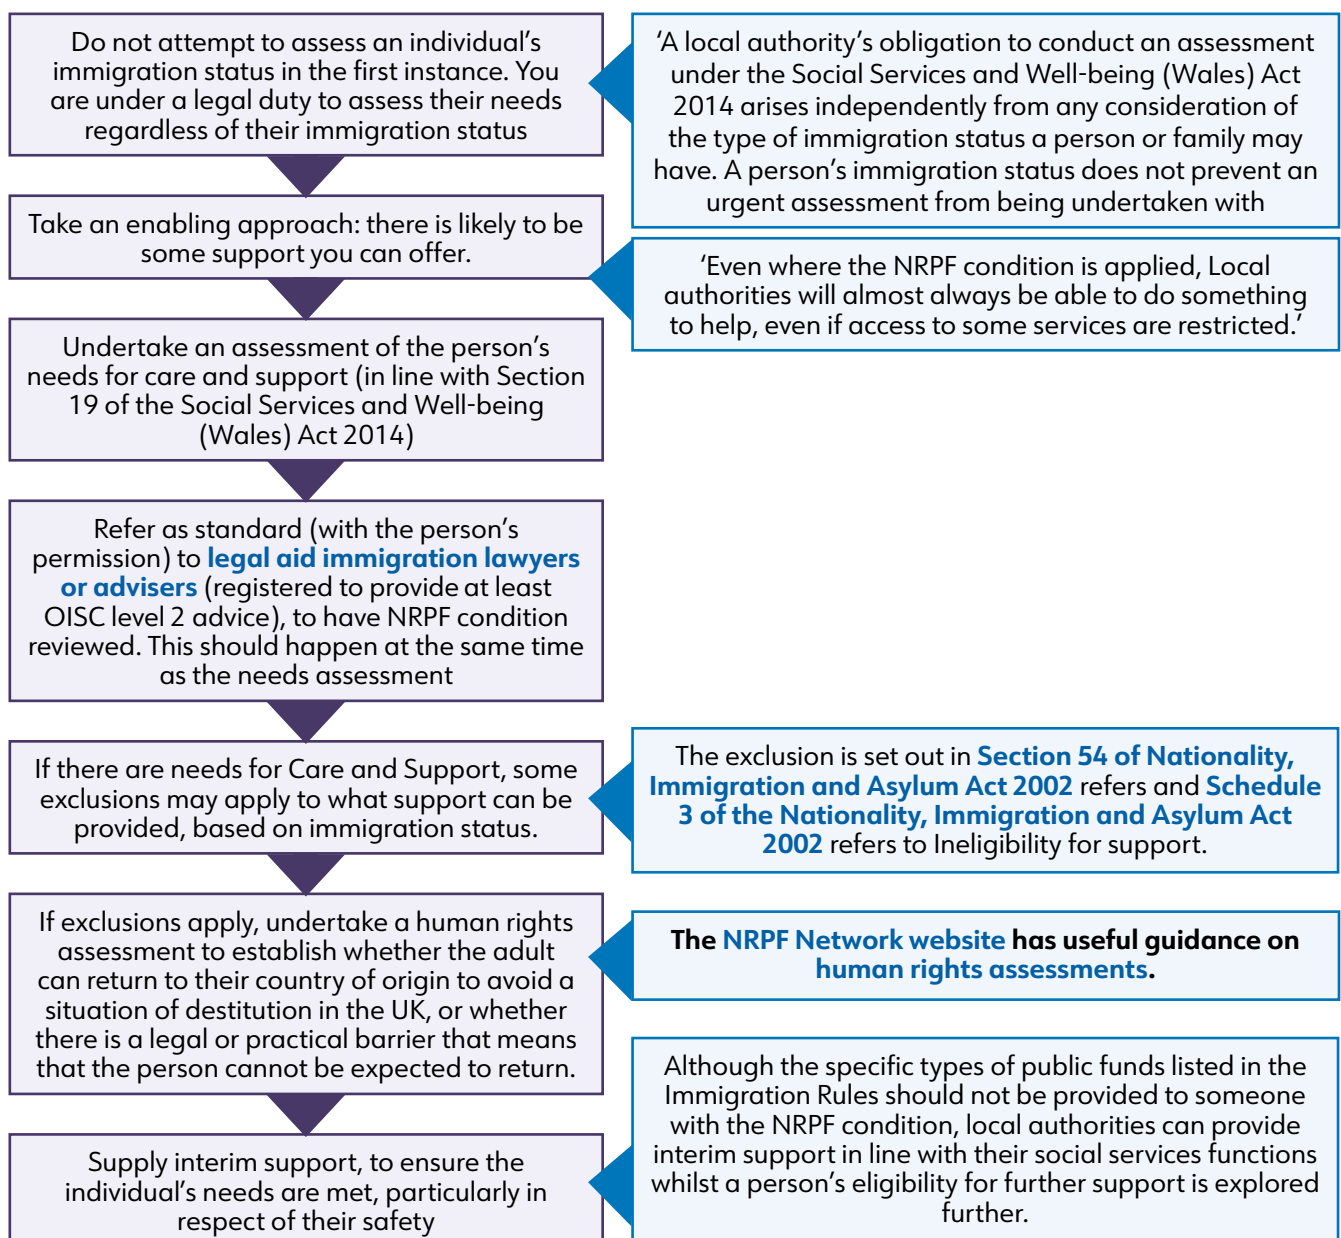 Do not attempt to assess an individual’s
immigration status in the first instance. You
are under a legal duty to assess their needs
regardless of their immigration status
‘A local authority’s obligation to conduct an assessment
under the Social Services and Well-being (Wales) Act
2014 arises independently from any consideration of
the type of immigration status a person or family may
have. A person’s immigration status does not prevent an
urgent assessment from being undertaken with
Take an enabling approach: there is likely to be
some support you can offer.
‘Even where the NRPF condition is applied, Local
authorities will almost always be able to do something
to help, even if access to some services are restricted.’
Undertake an assessment of the person’s
needs for care and support (in line with Section
19 of the Social Services and Well-being
(Wales) Act 2014)
Refer as standard (with the person’s
permission) to legal aid immigration lawyers
or advisers (registered to provide at least
OISC level 2 advice), to have NRPF condition
reviewed. This should happen at the same time
as the needs assessment
If there are needs for Care and Support, some
exclusions may apply to what support can be
provided, based on immigration status.
The exclusion is set out in Section 54 of Nationality,
Immigration and Asylum Act 2002 refers and Schedule
3 of the Nationality, Immigration and Asylum Act
2002 refers to Ineligibility for support.
If exclusions apply, undertake a human rights
assessment to establish whether the adult
can return to their country of origin to avoid a
situation of destitution in the UK, or whether
there is a legal or practical barrier that means
that the person cannot be expected to return.
The NRPF Network website has useful guidance on
human rights assessments.
Supply interim support, to ensure the
individual’s needs are met, particularly in
respect of their safety
Although the specific types of public funds listed in the
Immigration Rules should not be provided to someone
with the NRPF condition, local authorities can provide
interim support in line with their social services functions
whilst a person’s eligibility for further support is explored
further.